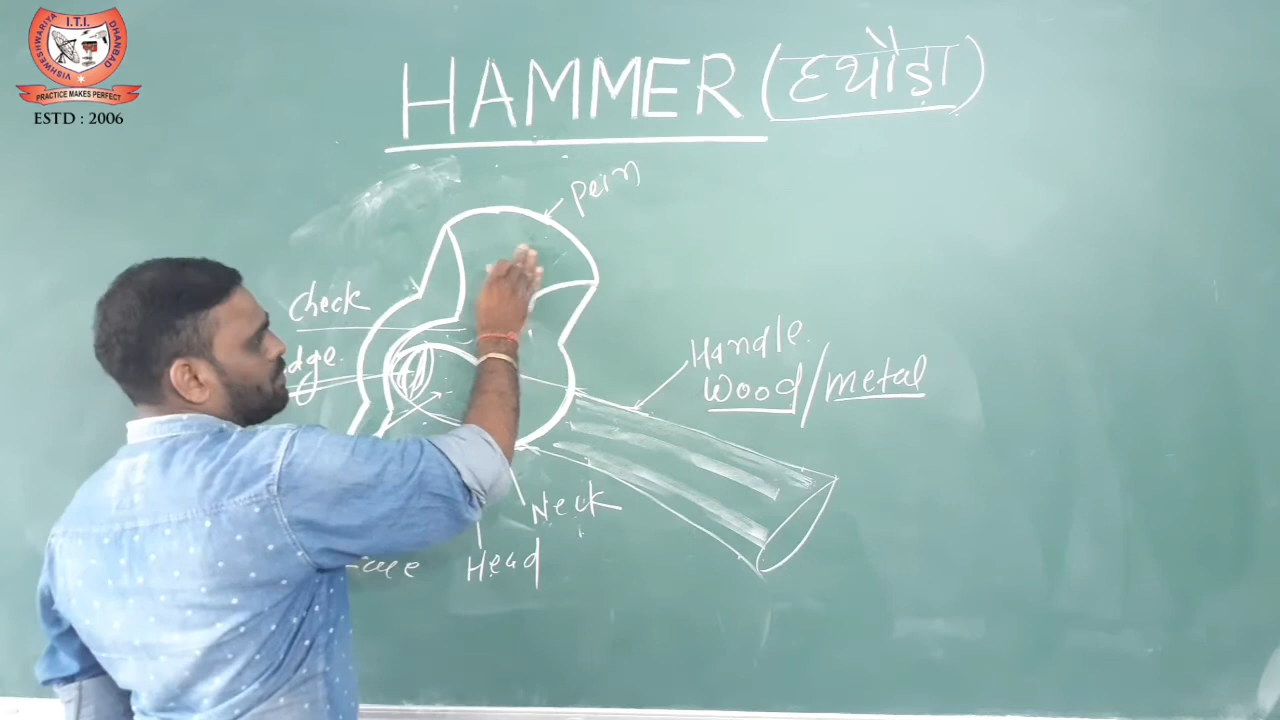 VISHWESHWARIYA I.T.I. DHANBAD
PRACTICE MAKES PERFECT
ESTD : 2006
HAMMER (हथौड़ा)
Pein
Check
Handle
Wood/metal
Neck
Head